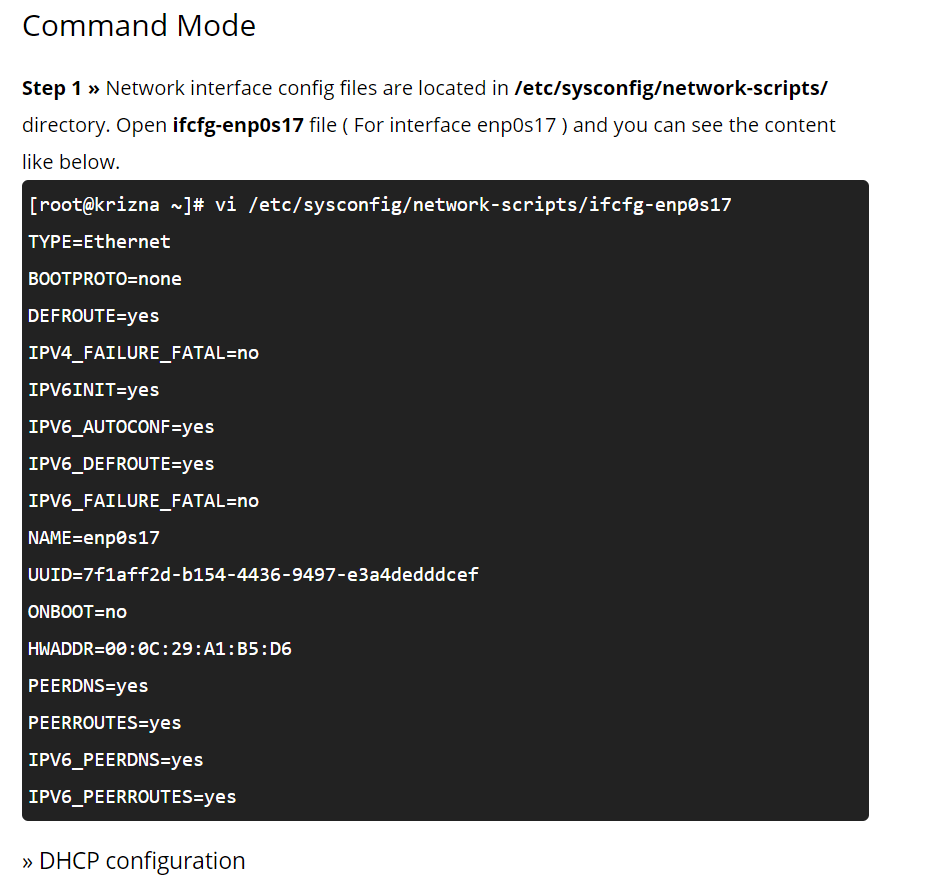 Command Mode
Step 1 » Network interface config files are located in /etc/sysconfig/network-scripts/
directory. Open ifcfg-enp0s17 file ( For interface enp0s17 ) and you can see the content
like below.
[root@krizna ~]# vi /etc/sysconfig/network-scripts/ifcfg-enp0s17
TYPE=Ethernet
BOOTPROTO=none
DEFROUTE=yes
IPV4_FAILURE_FATAL=no
IPV6INIT=yes
IPV6_AUTOCONF=yes
IPV6_DEFROUTE=yes
IPV6_FAILURE_FATAL=no
NAME=enp0s17
UUID=7f1aff2d-b154-4436-9497-e3a4dedddcef
ONBOOT=no
HWADDR=00:0C:29:A1:B5:D6
PEERDNS=yes
PEERROUTES=yes
IPV6_PEERDNS=yes
IPV6_PEERROUTES=yes
» DHCP configuration